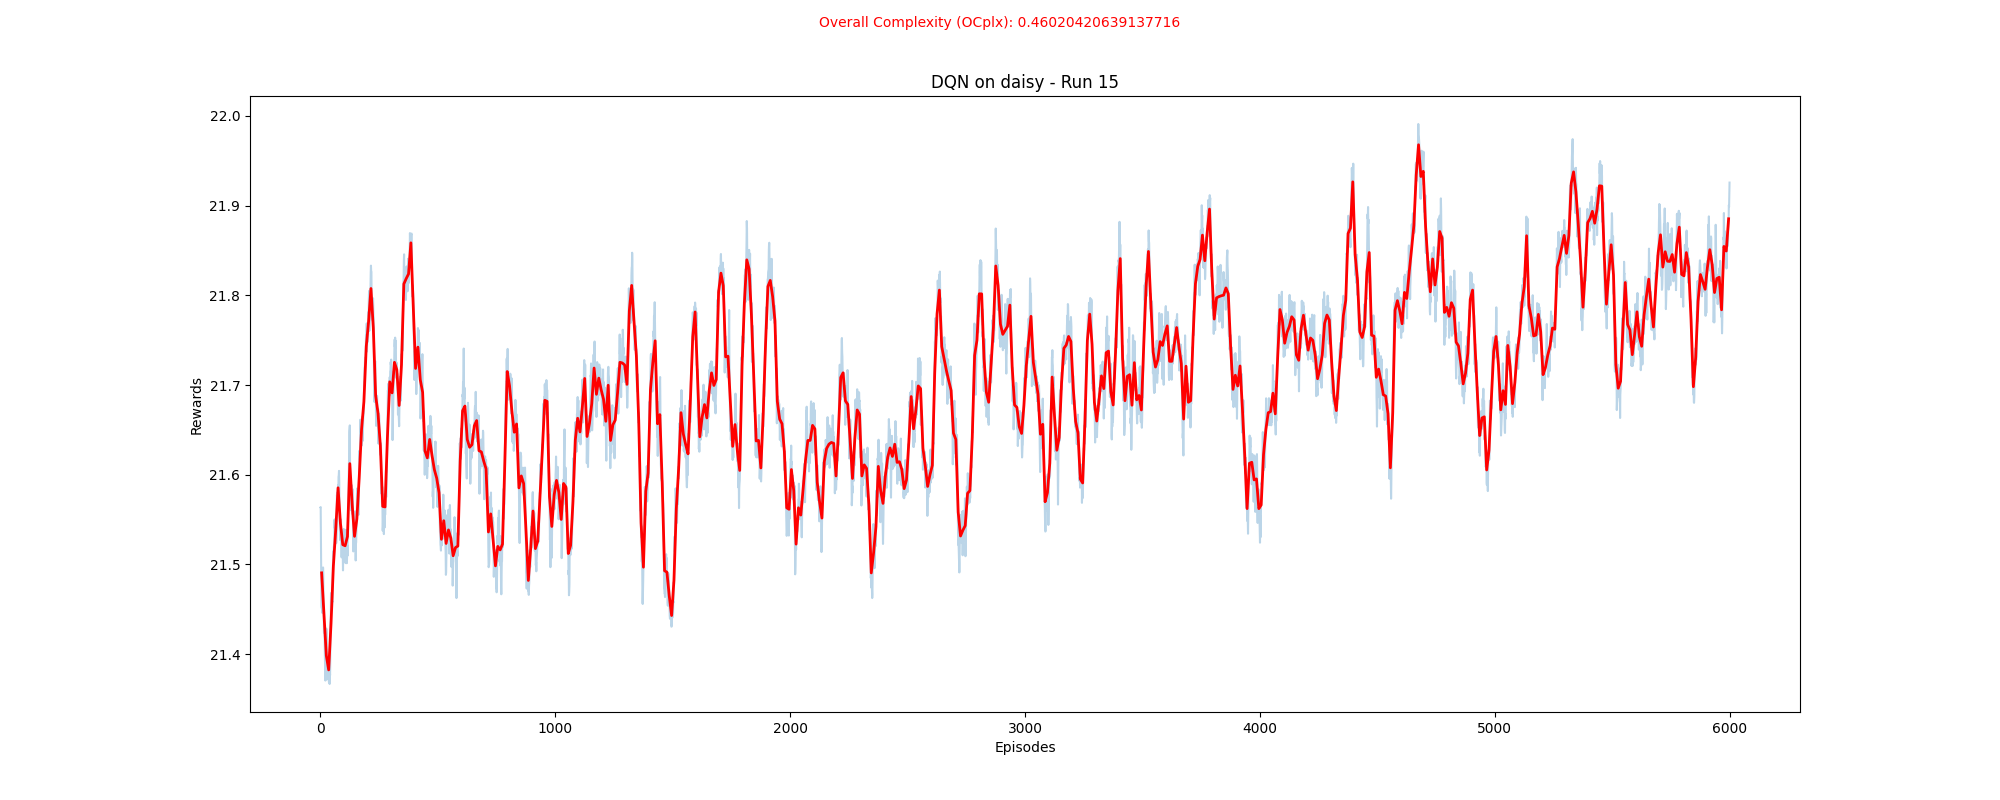 Overall Complexity (OCplx): 0.46020420639137716
DQN on daisy - Run 15
22.0
21.9
21.8
21.7
21.6
21.5
21.4
Rewards
0 1000 2000 3000 4000 5000 6000
Episodes